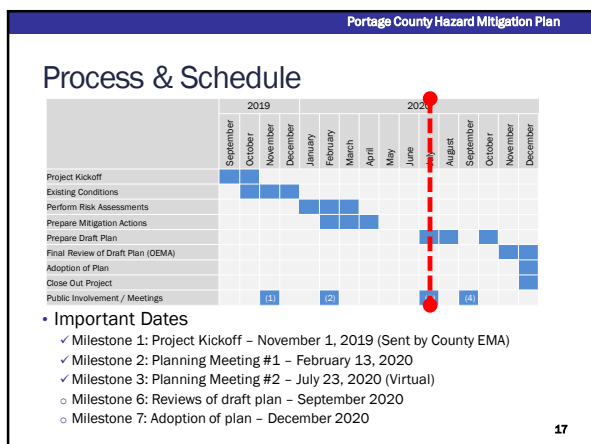 Portage County Hazard Mitigation Plan
Process & Schedule
2019
September
October
November
December
January
February
March
April
May
June
August
September
October
November
December
Project Kickoff
Existing Conditions
Perform Risk Assessments
Prepare Mitigation Actions
Prepare Draft Plan
Final Review of Draft Plan (OEMA)
Adoption of Plan
Close Out Project
Public Involvement / Meetings (1) (2) (4)
• Important Dates
✓ Milestone 1: Project Kickoff – November 1, 2019 (Sent by County EMA)
✓ Milestone 2: Planning Meeting #1 – February 13, 2020
✓ Milestone 3: Planning Meeting #2 – July 23, 2020 (Virtual)
o Milestone 6: Reviews of draft plan – September 2020
o Milestone 7: Adoption of plan – December 2020
17